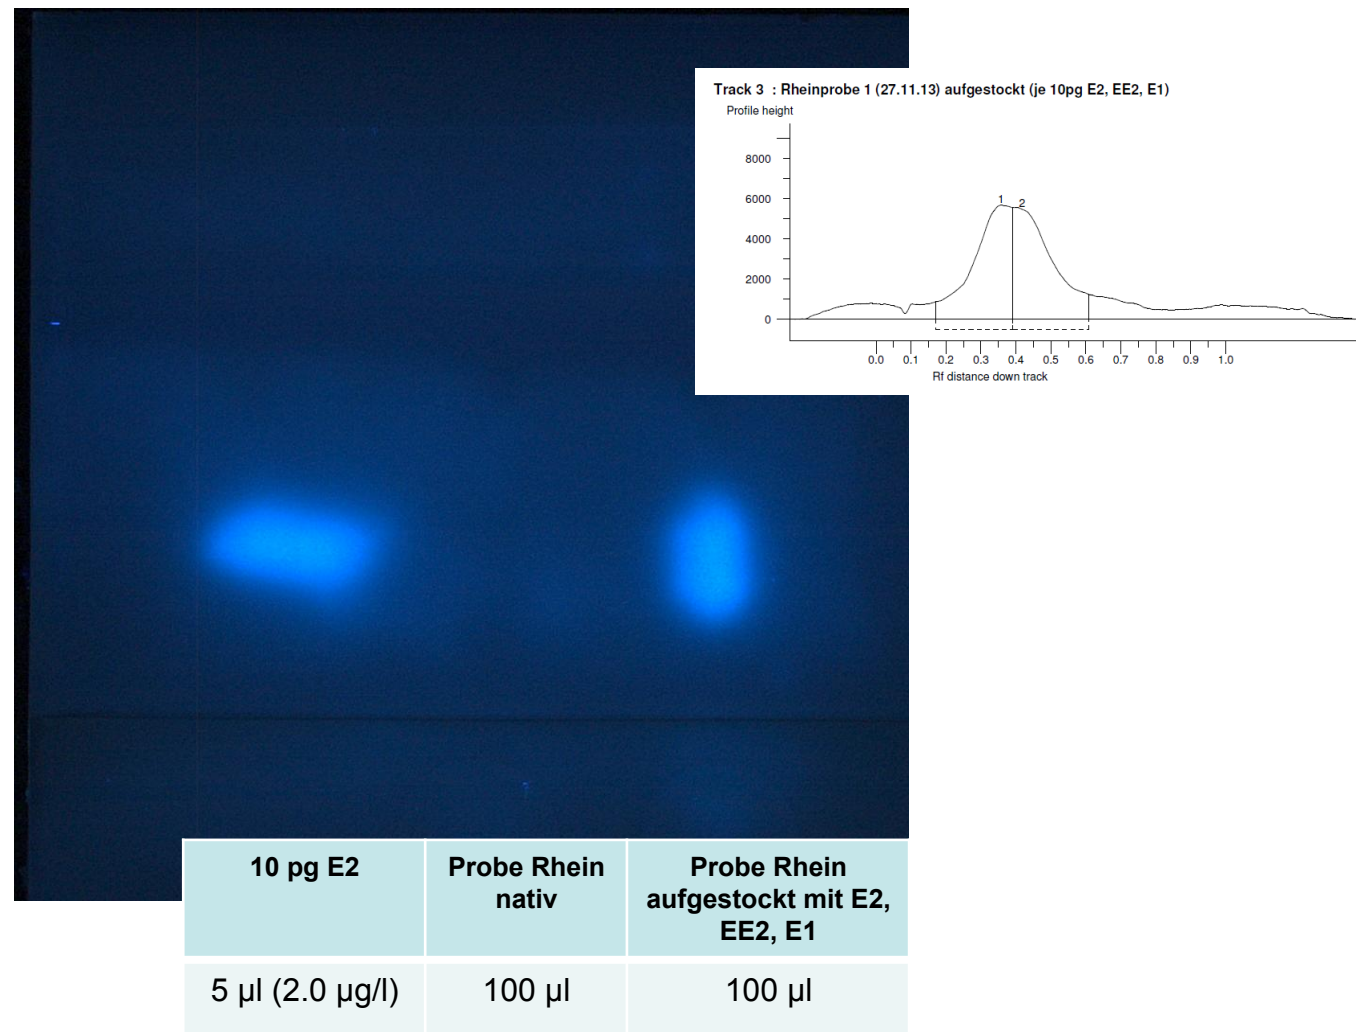 Track 3 : Rheinprobe 1 (27.11.13) aufgestockt (je 10pg E2, EE2, E1)
Profile height
8000
6000
4000
2000
0
1
2
0.0 0.1 0.2 0.3 0.4 0.5 0.6 0.7 0.8 0.9 1.0
Rf distance down track
10 pg E2
Probe Rhein
nativ
Probe Rhein
aufgestockt mit E2,
EE2, E1
5 µl (2.0 µg/l)
100 µl
100 µl